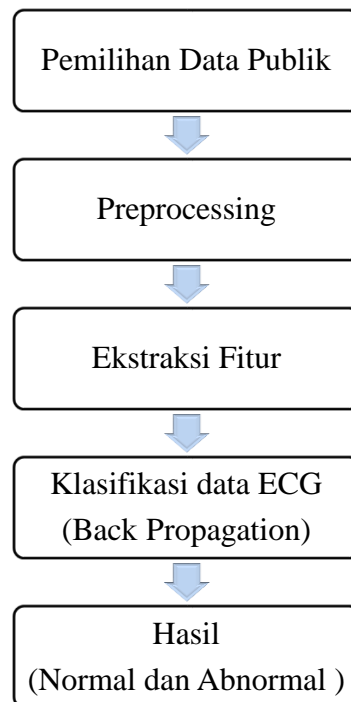 Pemilihan Data Publik
Preprocessing
Ekstraksi Fitur
Klasifikasi data ECG
(Back Propagation)
Hasil
(Normal dan Abnormal )